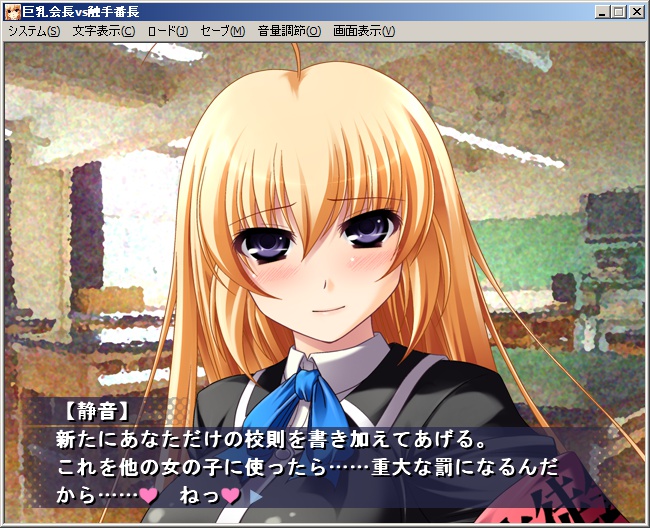 巨乳会長vs触手番長
システム(S) 文字表示(C) ロード(J) セーブ(M) 音量調節(O) 画面表示(V)
【静音】
新たにあなただけの校則を書き加えてあげる。
これを他の女の子に使ったら……重大な罰になるんだ
から……♥ ねっ♥